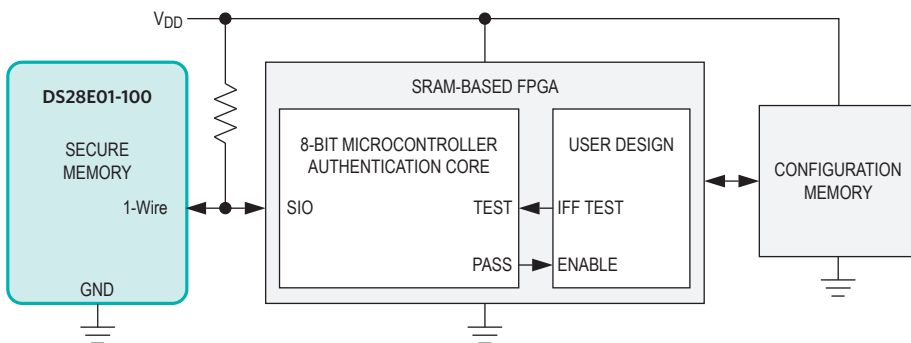 VDD
DS28E01-100
SECURE
MEMORY
1-Wire
GND
SRAM-BASED FPGA
8-BIT MICROCONTROLLER
AUTHENTICATION CORE
SIO
TEST
PASS
USER DESIGN
IFF TEST
ENABLE
CONFIGURATION
MEMORY